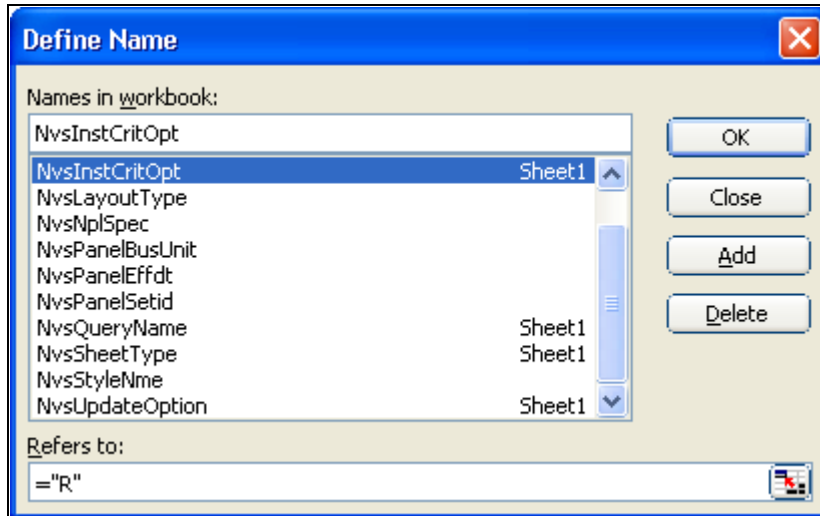 Define Name
Names in workbook:
NvsInstCritOpt
OK
NvsInstCritOpt Sheet1
NvsLayoutType
Close
NvsNplSpec
NvsPanelBusUnit
Add
NvsPanelEffdt
NvsPanelSetid
Delete
NvsQueryName Sheet1
NvsSheetType Sheet1
NvsStyleNme
NvsUpdateOption Sheet1
Refers to:
="R"